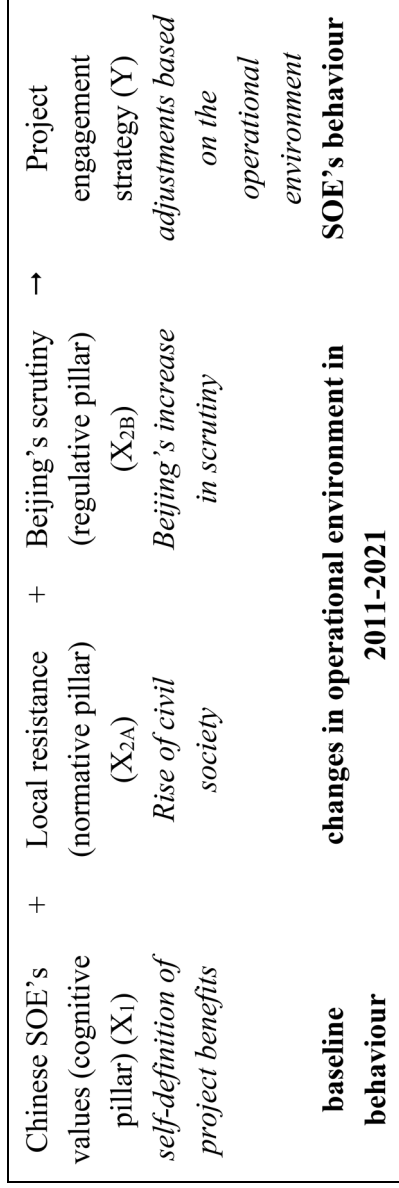 Chinese SOE’s
values (cognitive
pillar) (X1)
self-definition of
project benefits
+
Local resistance
(normative pillar)
(X2A)
Rise of civil
society
+
Beijing’s scrutiny
(regulative pillar)
(X2B)
Beijing’s increase
in scrutiny
→
Project
engagement
strategy (Y)
adjustments based
on the
operational
environment
baseline
behaviour
changes in operational environment in
2011-2021
SOE’s behaviour